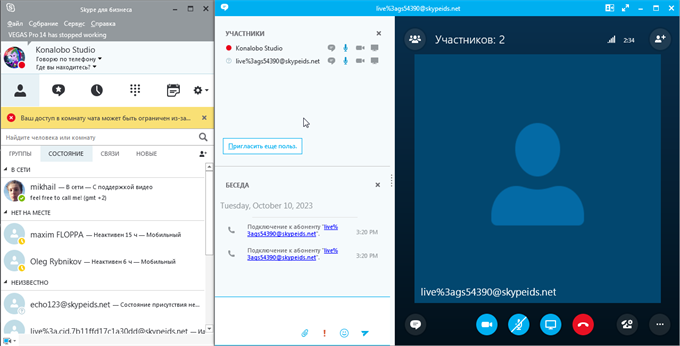 Skype для бизнеса
Файл Собрание Сервис Справка
VEGAS Pro 14 has stopped working
Konalobo Studio
Говорю по телефону
Где вы находитесь?
Ваш доступ в комнату чата может быть ограничен из-за...
Найдите человека или комнату
ГРУППЫ СОСТОЯНИЕ СВЯЗИ НОВЫЕ
В СЕТИ
mikhail — В сети — С поддержкой видео
feel free to call me! (gmt +2)
НЕТ НА МЕСТЕ
maxim FLOPPA — Неактивен 15 ч — Мобильный
Oleg Rybnikov — Неактивен 6 ч — Мобильный
НЕИЗВЕСТНО
echo123@skypeids.net — Состояние присутствия не...
live%3a.cid.7b11ffd17c1a30dd@skypeids.net — И
live%3ags54390@skypeids.net
УЧАСТНИКИ
Konalobo Studio
live%3ags54390@skypeids.net
Пригласить еще польз.
БЕСЕДА
Tuesday, October 10, 2023
Подключение к абоненту "live%
3ags54390@skypeids.net".
3:20 PM
Подключение к абоненту "live%
3ags54390@skypeids.net".
3:20 PM
Участников: 2
2:34
live%3ags54390@skypeids.net